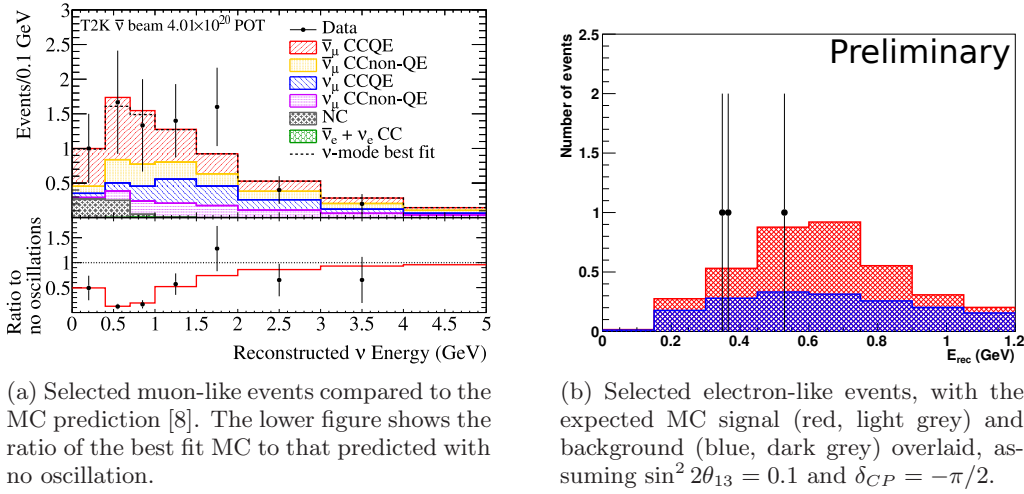 T2K ν̅ beam 4.01×10²⁰ POT
Events/0.1 GeV
3
2.5
2
1.5
1
0.5
Data
ν̅μ CCQE
ν̅μ CCnon-QE
νμ CCQE
νμ CCnon-QE
NC
ν̅e + νe CC
ν-mode best fit
Ratio to
no oscillations
1.5
1
0.5
0 0.5 1 1.5 2 2.5 3 3.5 4 4.5 5
Reconstructed ν Energy (GeV)
Preliminary
Number of events
2.5
2
1.5
1
0.5
0
0 0.2 0.4 0.6 0.8 1 1.2
E_rec (GeV)
(a) Selected muon-like events compared to the
MC prediction [8]. The lower figure shows the
ratio of the best fit MC to that predicted with
no oscillation.
(b) Selected electron-like events, with the
expected MC signal (red, light grey) and
background (blue, dark grey) overlaid, as-
suming sin² 2θ₁₃ = 0.1 and δ_CP = −π/2.